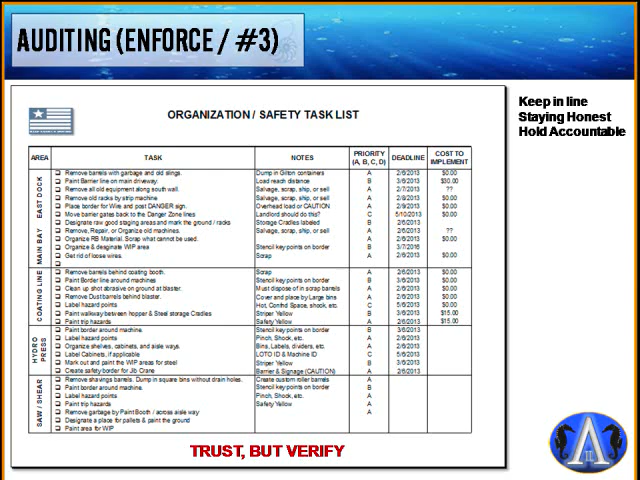 AUDITING (ENFORCE / #3)
Keep in line
Staying Honest
Hold Accountable
ORGANIZATION / SAFETY TASK LIST
AREA TASK NOTES PRIORITY (A, B, C, D) DEADLINE COST TO IMPLEMENT
EAST DOCK
Remove barrels with garbage and old slings. Dump in Gilton containers A 2/6/2013 $0.00
Paint Barrier line on main driveway. Load reach distance B 3/6/2013 $30.00
Remove all old equipment along south wall. Salvage, scrap, ship, or sell A 2/7/2013 ??
Remove old racks by strip machine Salvage, scrap, ship, or sell A 2/8/2013 $0.00
Place border for Wire and post DANGER sign. Overhead load or CAUTION A 2/9/2013 $0.00
Move barrier gates back to the Danger Zone lines Landlord should do this? C 5/10/2013 $0.00
Designate raw good staging areas and mark the ground / racks Storage Cradles labeled B 2/6/2013
MAIN BAY
Remove, Repair, or Organize old machines. Salvage, scrap, ship, or sell A 2/6/2013 ??
Organize RB Material. Scrap what cannot be used. A 2/6/2013 $0.00
Organize & designate WIP area Stencil key points on border B 3/7/2016
Get rid of loose wires. Scrap A 2/6/2013 $0.00
COATING LINE
Remove barrels behind coating booth. Scrap A 2/6/2013 $0.00
Paint Border line around machines Stencil key points on border B 3/6/2013 $0.00
Clean up shot abrasive on ground at blaster. Must dispose of in scrap barrels A 2/6/2013 $0.00
Remove Dust barrels behind blaster. Cover and place by Large bins A 2/6/2013 $0.00
Label hazard points Hot, Confind Space, shock, etc. C 5/6/2013 $0.00
Paint walkway between hopper & Steel storage Cradles Striper Yellow B 3/6/2013 $15.00
Paint trip hazards Safety Yellow A 2/6/2013 $15.00
HYDRO PRESS
Paint border around machine. Stencil key points on border B 3/6/2013
Label hazard points Pinch, Shock, etc. A 2/6/2013
Organize shelves, cabinets, and aisle ways. Bins, Labels, dividers, etc. A 2/6/2013
Label Cabinets, if applicable LOTO ID & Machine ID C 5/6/2013
Mark out and paint the WIP areas for steel Striper Yellow B 3/6/2013
Create safety border for Jib Crane Barrier & Signage (CAUTION) A 2/6/2013
SAW / SHEAR
Remove shavings barrels. Dump in square bins without drain holes. Create custom roller barrels A
Paint border around machine. Stencil key points on border B
Label hazard points Pinch, Shock, etc. A
Paint trip hazards Safety Yellow A
Remove garbage by Paint Booth / across aisle way A
Designate a place for pallets & paint the ground
Paint area for WIP
TRUST, BUT VERIFY